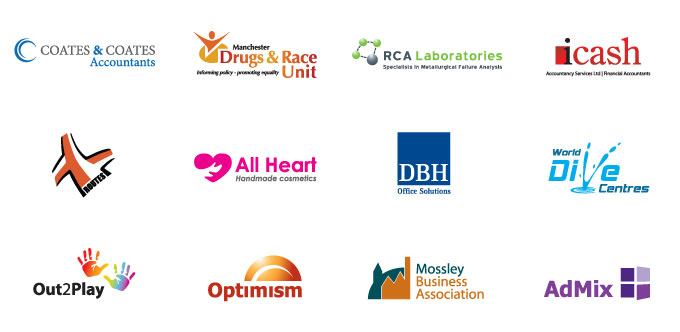 COATES & COATES
Accountants
Manchester
Drugs & Race
Unit
Informing policy - promoting equality
RCA Laboratories
Specialists in Metallurgical Failure Analysis
icash
Accountancy Services Ltd | Financial Accountants
ROUTES
All Heart
Handmade cosmetics
DBH
Office Solutions
World
Dive
Centres
Out2Play
Optimism
Mossley
Business
Association
AdMix